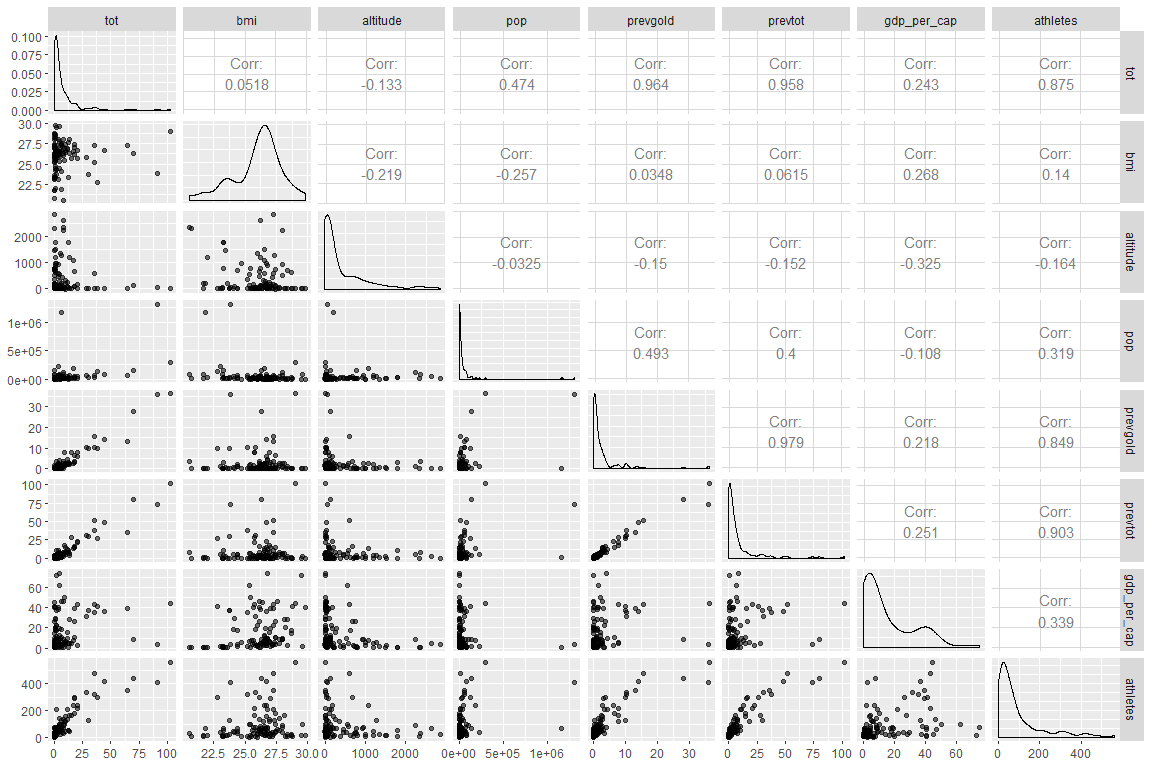 tot bmi altitude pop prevgold prevtot gdp_per_cap athletes
0.100
0.075
0.050
0.025
0.000
Corr:
0.0518
Corr:
-0.133
Corr:
0.474
Corr:
0.964
Corr:
0.958
Corr:
0.243
Corr:
0.875
tot
30.0
27.5
25.0
22.5
Corr:
-0.219
Corr:
-0.257
Corr:
0.0348
Corr:
0.0615
Corr:
0.268
Corr:
0.14
bmi
2000
1000
0
Corr:
-0.0325
Corr:
-0.15
Corr:
-0.152
Corr:
-0.325
Corr:
-0.164
altitude
1e+06
5e+05
0e+00
Corr:
0.493
Corr:
0.4
Corr:
-0.108
Corr:
0.319
pop
30
20
10
0
Corr:
0.979
Corr:
0.218
Corr:
0.849
prevgold
100
75
50
25
0
Corr:
0.251
Corr:
0.903
prevtot
60
40
20
0
Corr:
0.339
gdp_per_cap
400
200
0
athletes
0 25 50 75 100 22.5 25.0 27.5 30.0 0 1000 2000 0e+00 5e+05 1e+06 0 10 20 30 0 25 50 75 100 0 20 40 60 0 200 400